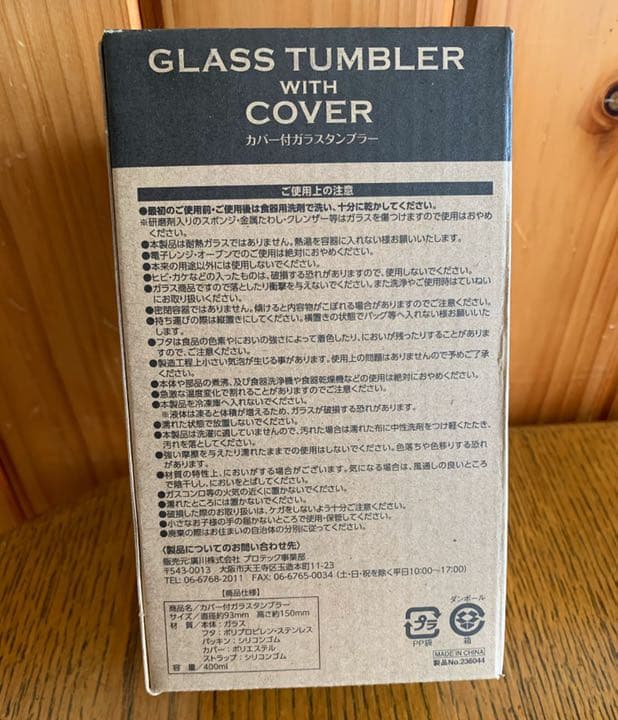 GLASS TUMBLER
WITH
COVER
カバー付ガラスタンブラー
ご使用上の注意
●最初のご使用前・ご使用後は食器用洗剤で洗い、十分に乾かしてください。
※研磨剤入りのスポンジ・金属たわし・クレンザー等はガラスを傷つけますので使用はおやめ
ください。
●本製品は耐熱ガラスではありません。熱湯を容器に入れない様お願いいたします。
●電子レンジ・オーブンでのご使用は絶対におやめください。
●本来の用途以外には使用しないでください。
●ヒビ・カケなどの入ったものは、破損する恐れがありますので、使用しないでください。
●ガラス商品ですので落としたり衝撃を与えないでください。また洗浄やご使用時はていねい
にお取り扱いください。
●密閉容器ではありません。傾けると内容物がこぼれる場合がありますのでご注意ください。
●持ち運びの際は縦置きにしてください。横置きの状態でバッグ等へ入れない様お願いいた
します。
●フタは食品の色素やにおいの強さによって着色したり、においが残ったりすることがありま
すので、ご注意ください。
●製造工程上小さい気泡が生じる事があります。使用上の問題はありませんので予めご了承
ください。
●本体や部品の煮沸、及び食器洗浄機や食器乾燥機などの使用は絶対におやめください。
●急激な温度変化で割れることがありますのでご注意ください。
●本製品を冷凍庫へ入れないでください。
※液体は凍ると体積が増えるため、ガラスが破損する恐れがあります。
●濡れた状態で放置しないでください。
●本製品は洗濯に適していませんので、汚れた場合は濡れた布に中性洗剤をつけ軽くたたき、
汚れを落としてください。
●強い摩擦を与えたり濡れたままでの使用はしないでください。色落ちや色移りする恐れ
があります。
●材質の特性上、においがする場合がございます。気になる場合は、風通しの良いところ
で陰干しし、においをとばしてください。
●ガスコンロ等の火気の近くに置かないでください。
●濡れたところには置かないでください。
●破損した際のお取り扱いは、ケガをしないよう十分ご注意ください。
●小さなお子様の手の届かないところで使用・保管してください。
●廃棄の際はお住まいの自治体の分別に従ってください。
〈製品についてのお問い合わせ先〉
販売元:廣川株式会社 プロテック事業部
〒543-0013 大阪市天王寺区玉造本町11-23
TEL: 06-6768-2011 FAX: 06-6765-0034 (土・日・祝を除く平日10:00〜17:00)
【商品仕様】
商品名／カバー付ガラスタンブラー
サイズ／直径約93mm 高さ約150mm
材 質／本体:ガラス
フタ:ポリプロピレン・ステンレス
パッキン:シリコンゴム
カバー:ポリエステル
ストラップ:シリコンゴム
容 量／400ml
プラ
PP袋
ダンボール
箱
MADE IN CHINA
製品No.236044